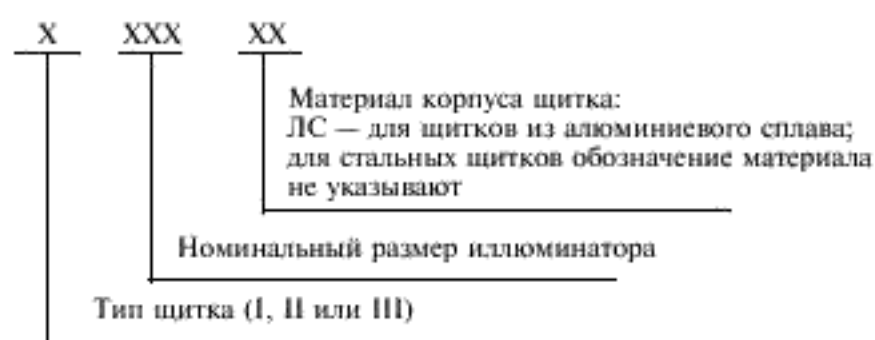 X XXX XX
Материал корпуса щитка:
ЛС — для щитков из алюминиевого сплава;
для стальных щитков обозначение материала
не указывают
Номинальный размер иллюминатора
Тип щитка (I, II или III)